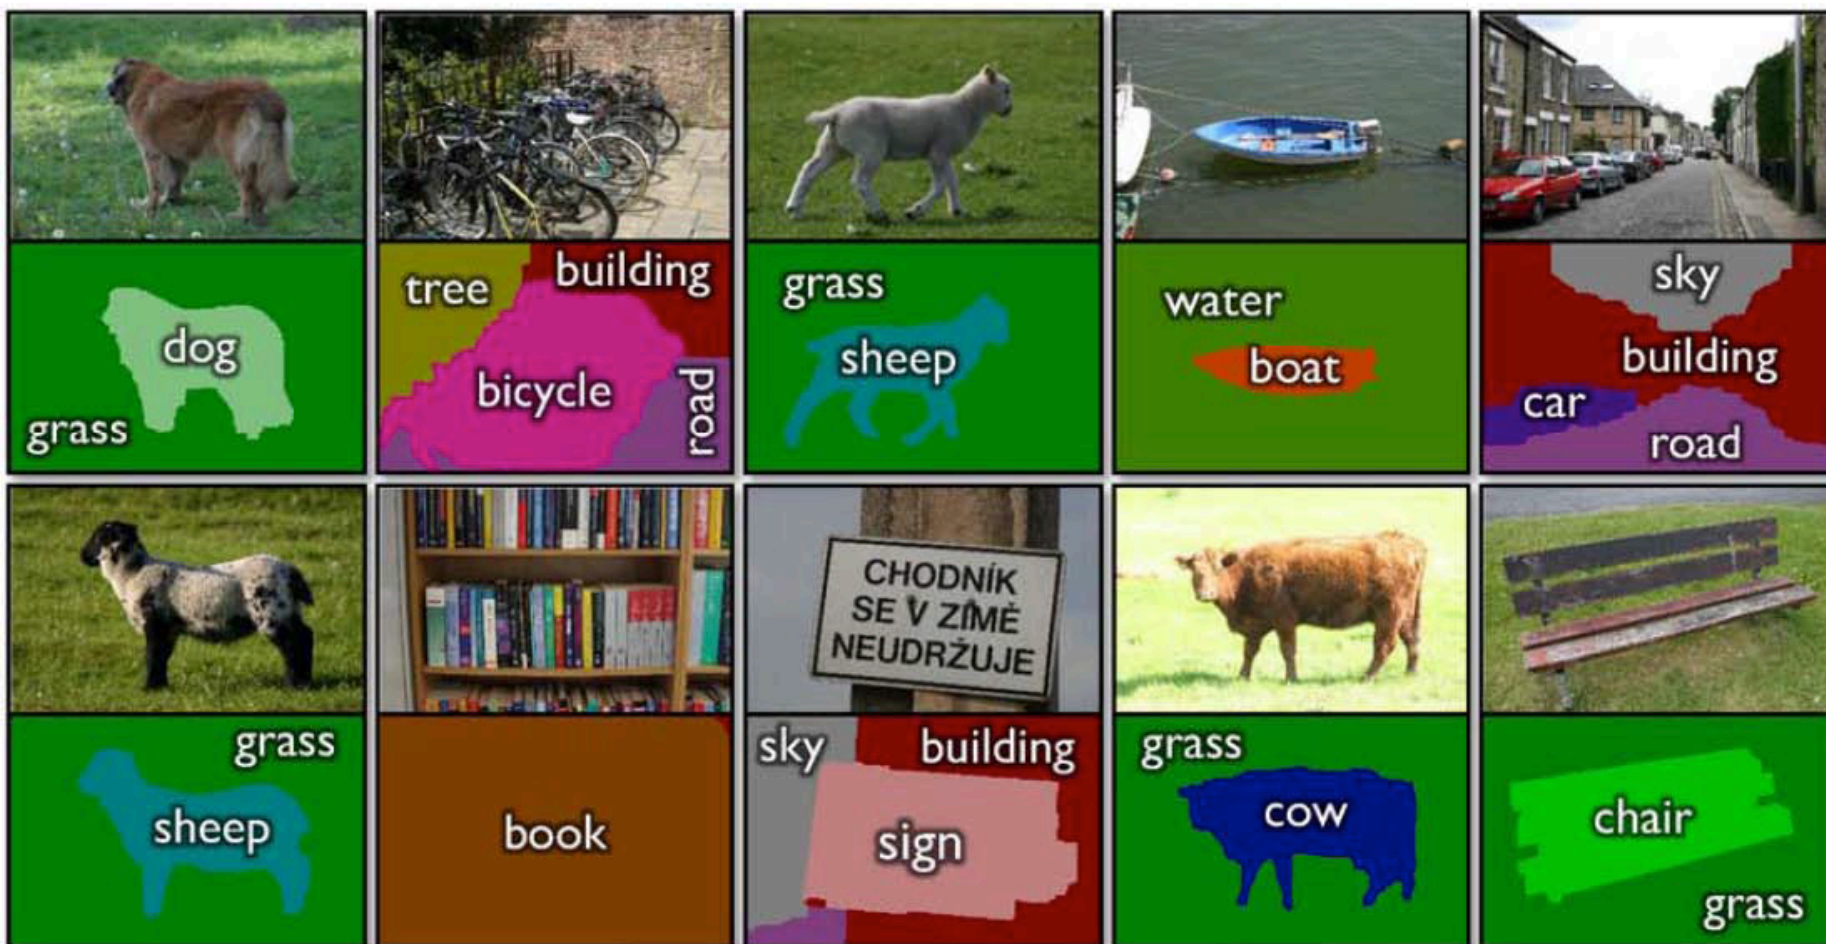 dog
grass
tree
building
bicycle
road
grass
sheep
water
boat
sky
building
car
road
grass
sheep
book
CHODNÍK
SE V ZÍMĚ
NEUDRŽUJE
sky
building
sign
grass
cow
chair
grass